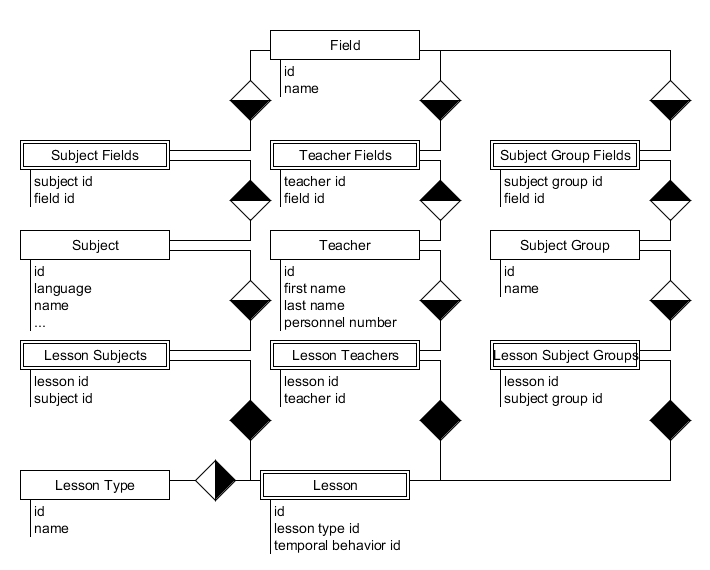 Field
id
name
Subject Fields
subject id
field id
Teacher Fields
teacher id
field id
Subject Group Fields
subject group id
field id
Subject
id
language
name
...
Teacher
id
first name
last name
personnel number
Subject Group
id
name
Lesson Subjects
lesson id
subject id
Lesson Teachers
lesson id
teacher id
Lesson Subject Groups
lesson id
subject group id
Lesson Type
id
name
Lesson
id
lesson type id
temporal behavior id